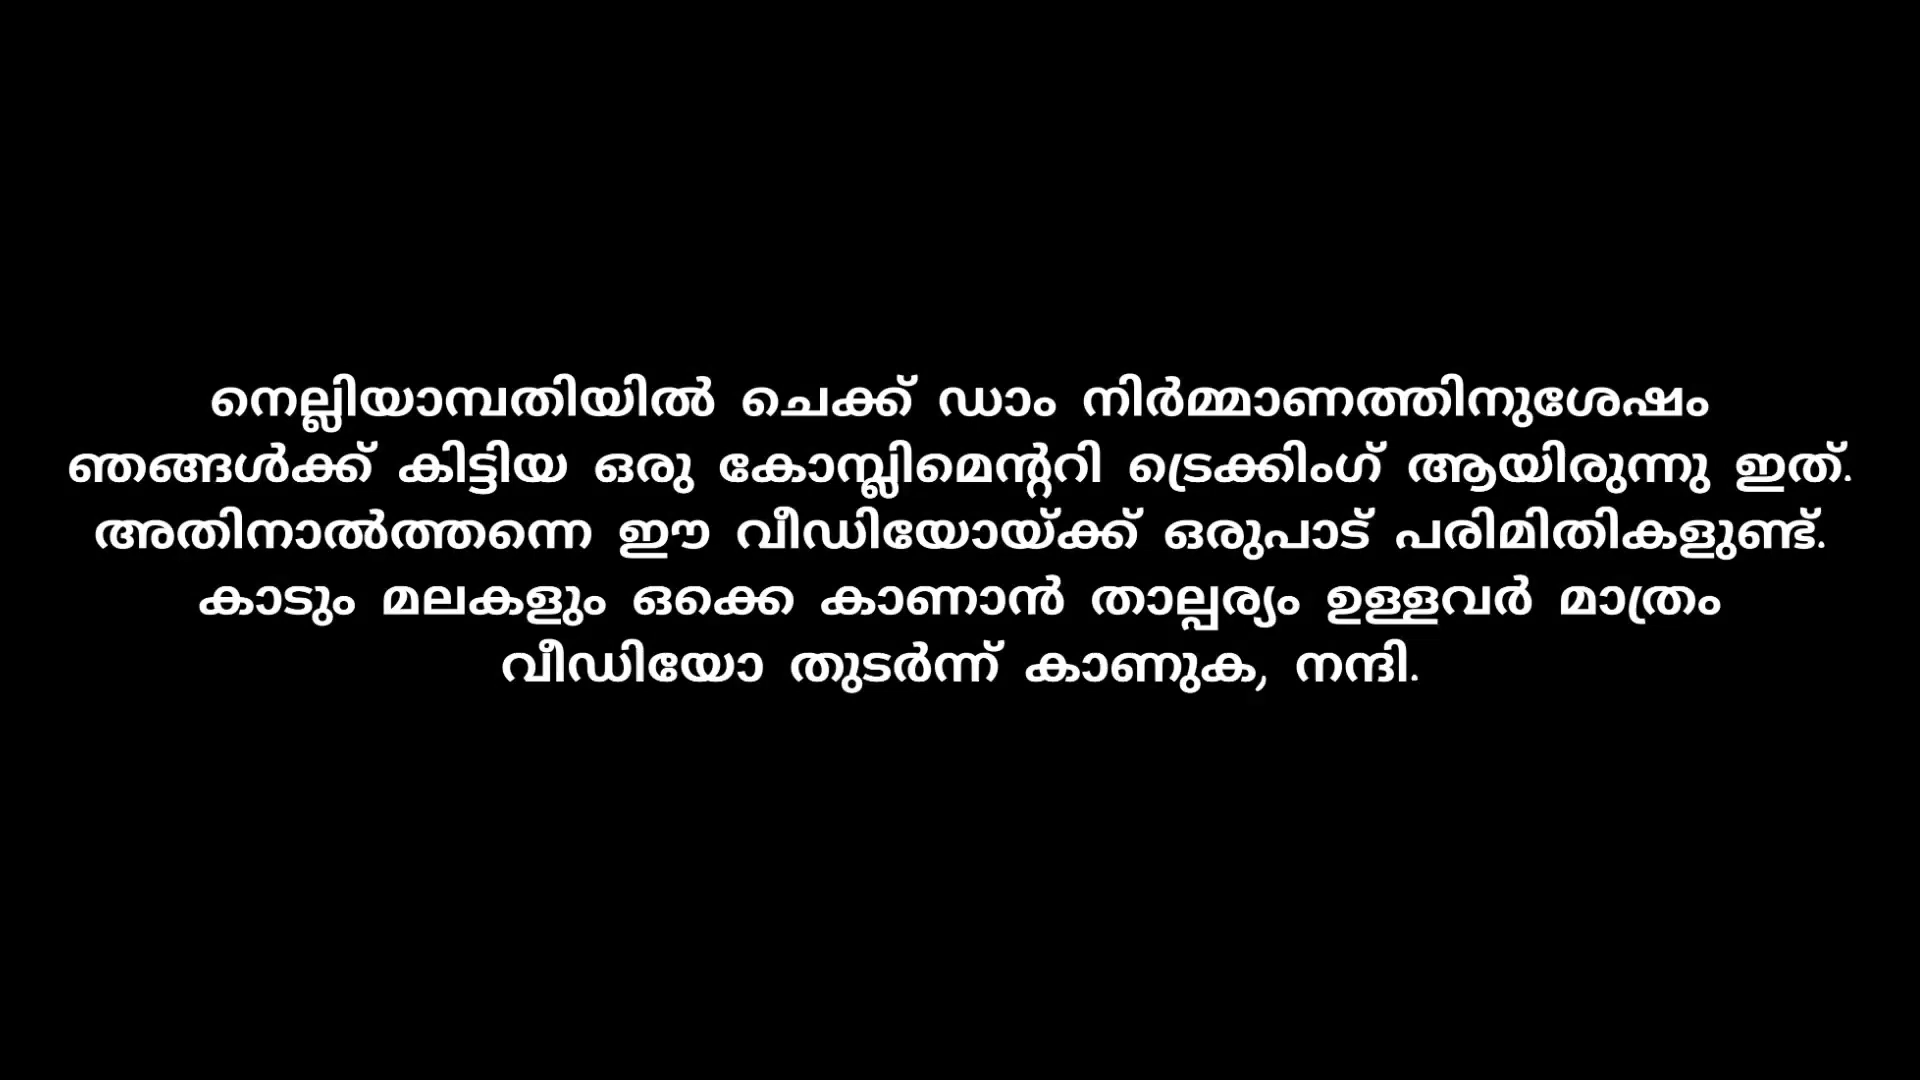 നെല്ലിയാമ്പതിയിൽ ചെക്ക് ഡാം നിർമ്മാണത്തിനുശേഷം
ഞങ്ങൾക്ക് കിട്ടിയ ഒരു കോമ്പ്ലിമെന്ററി ട്രെക്കിംഗ് ആയിരുന്നു ഇത്.
അതിനാൽത്തന്നെ ഈ വീഡിയോയ്ക്ക് ഒരുപാട് പരിമിതികളുണ്ട്.
കാടും മലകളും ഒക്കെ കാണാൻ താല്പര്യം ഉള്ളവർ മാത്രം
വീഡിയോ തുടർന്ന് കാണുക, നന്ദി.